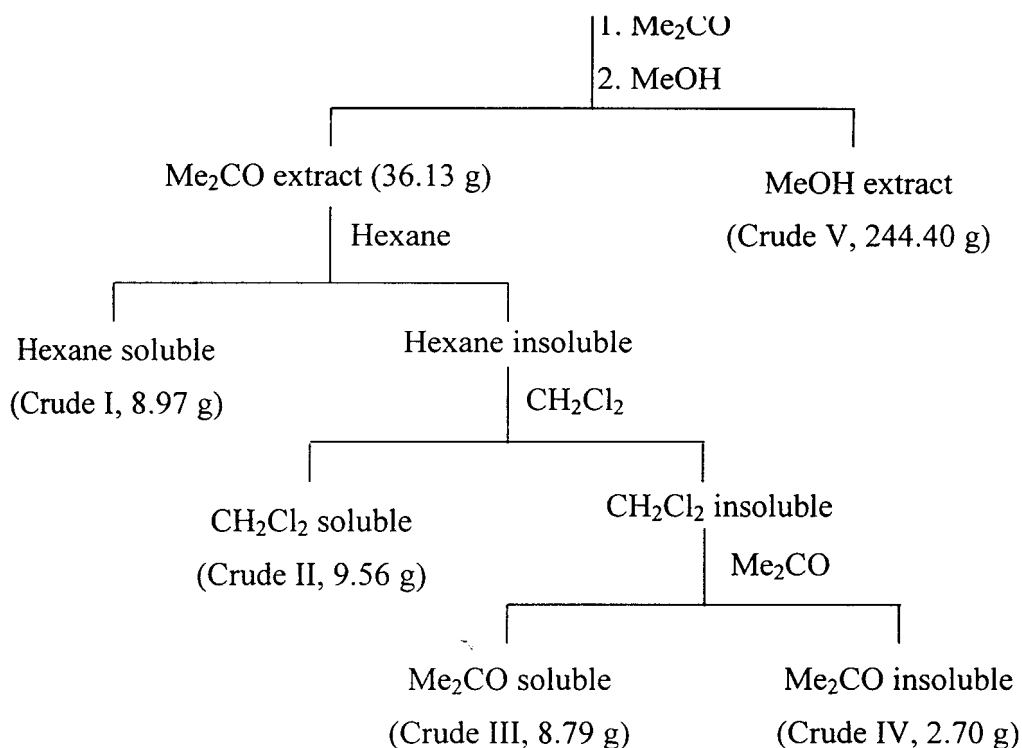 1. Me₂CO
2. MeOH
Me₂CO extract (36.13 g)
MeOH extract
(Crude V, 244.40 g)
Hexane
Hexane soluble
(Crude I, 8.97 g)
Hexane insoluble
CH₂Cl₂
CH₂Cl₂ soluble
(Crude II, 9.56 g)
CH₂Cl₂ insoluble
Me₂CO
Me₂CO soluble
(Crude III, 8.79 g)
Me₂CO insoluble
(Crude IV, 2.70 g)